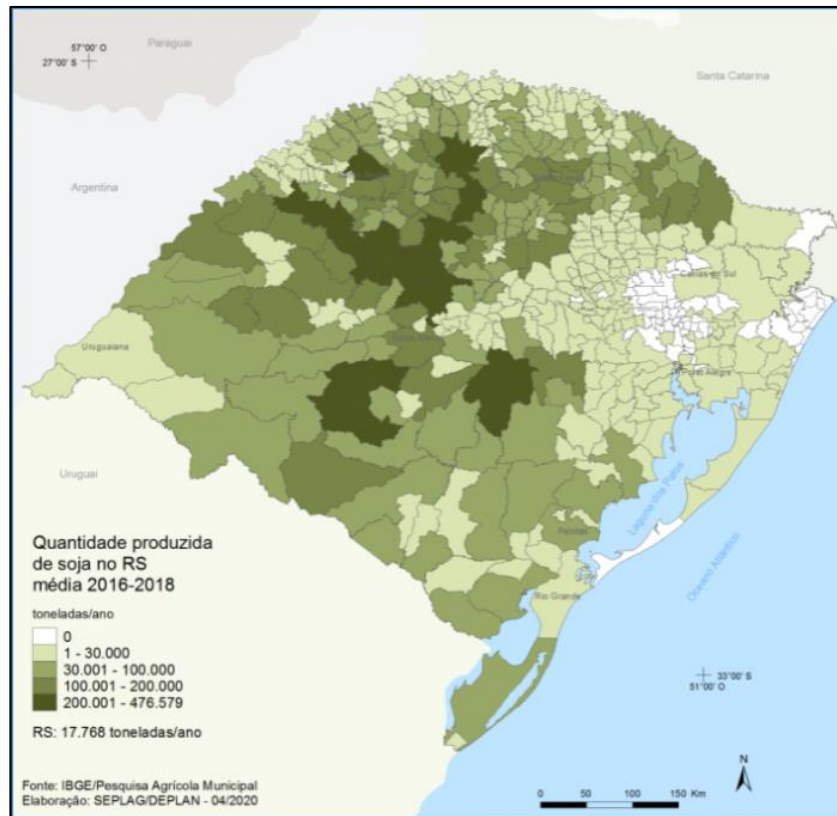 Paraguai
57°00' O
27°00' S
Santa Catarina
Argentina
Caxias do Sul
Uruguaiana
Porto Alegre
Uruguai
Laguna dos Patos
Pelotas
Oceano Atlântico
Rio Grande
Quantidade produzida
de soja no RS
média 2016-2018
toneladas/ano
0
1 - 30.000
30.001 - 100.000
100.001 - 200.000
200.001 - 476.579
RS: 17.768 toneladas/ano
33°00' S
51°00' O
N
Fonte: IBGE/Pesquisa Agrícola Municipal
Elaboração: SEPLAG/DEPLAN - 04/2020
0 50 100 150 Km